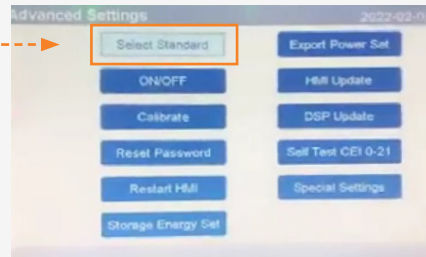 Advanced Settings 2022-02-
Select Standard
Export Power Set
ON/OFF
HMI Update
Calibrate
DSP Update
Reset Password
Self Test CEI 0-21
Restart HMI
Special Settings
Storage Energy Set